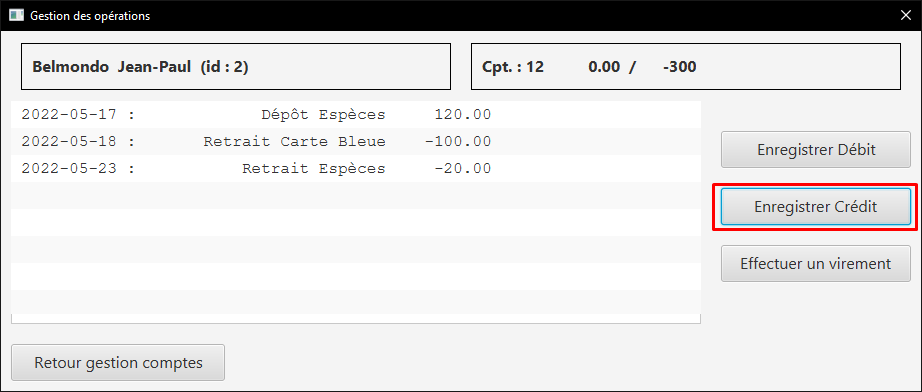 Gestion des opérations
Belmondo Jean-Paul (id : 2)
Cpt. : 12 0.00 / -300
2022-05-17 : Dépôt Espèces 120.00
2022-05-18 : Retrait Carte Bleue -100.00
2022-05-23 : Retrait Espèces -20.00
Enregistrer Débit
Enregistrer Crédit
Effectuer un virement
Retour gestion comptes